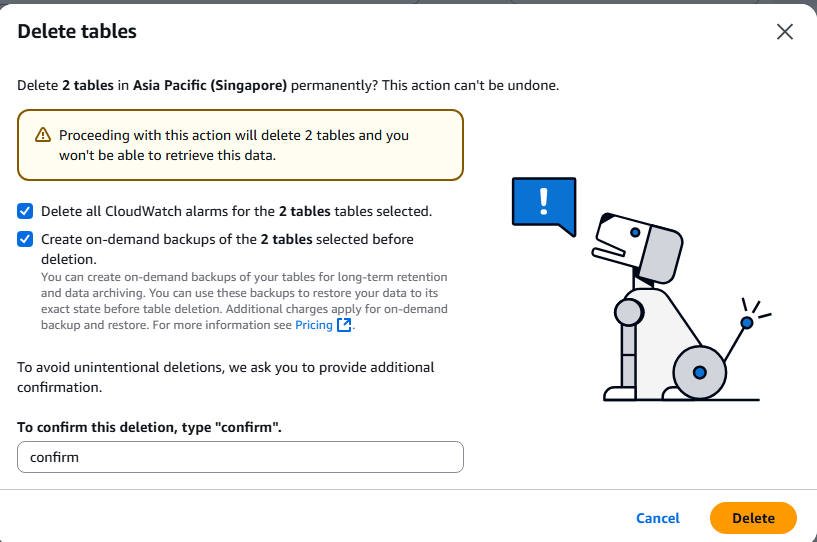 Delete tables
Delete 2 tables in Asia Pacific (Singapore) permanently? This action can't be undone.
Proceeding with this action will delete 2 tables and you
won't be able to retrieve this data.
!
Delete all CloudWatch alarms for the 2 tables tables selected.
Create on-demand backups of the 2 tables selected before
deletion.
You can create on-demand backups of your tables for long-term retention
and data archiving. You can use these backups to restore your data to its
exact state before table deletion. Additional charges apply for on-demand
backup and restore. For more information see Pricing.
To avoid unintentional deletions, we ask you to provide additional
confirmation.
To confirm this deletion, type "confirm".
confirm
Cancel Delete